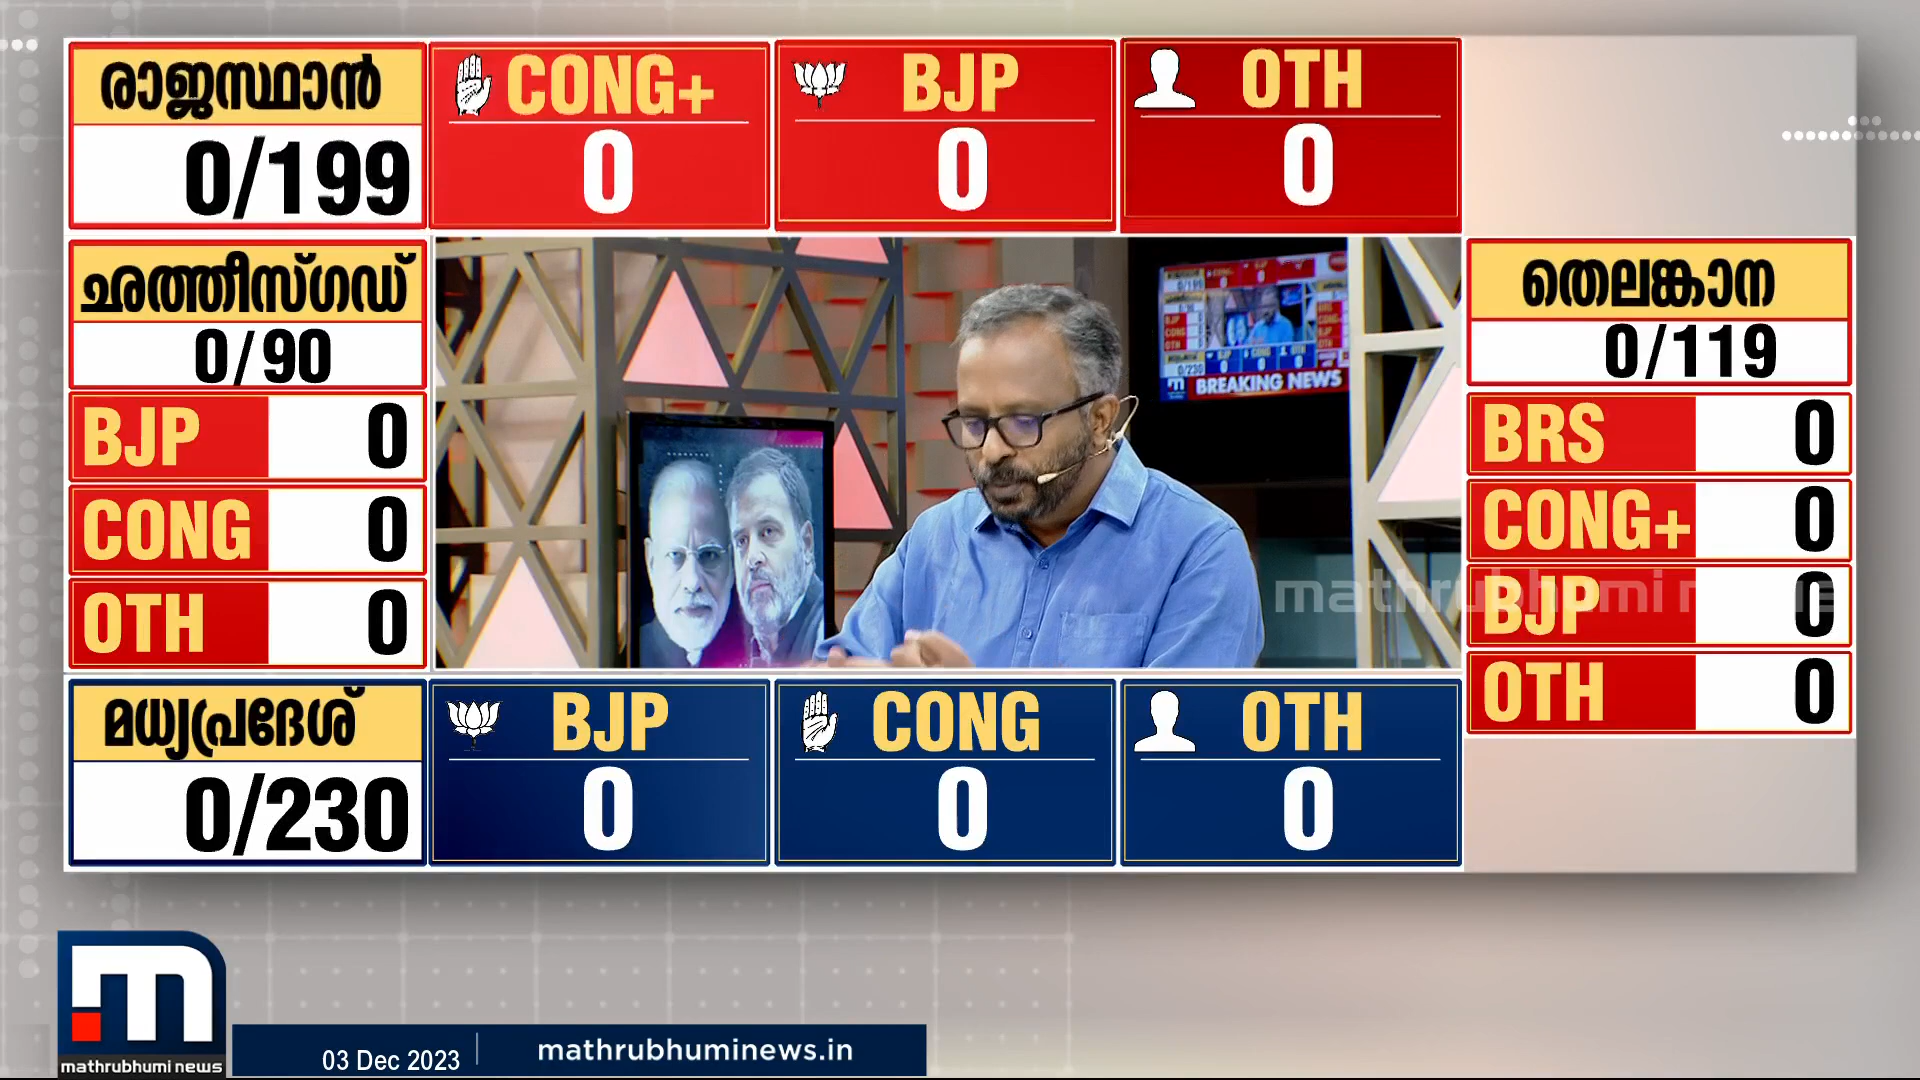 രാജസ്ഥാൻ
0/199
CONG+
0
BJP
0
OTH
0
ഛത്തീസ്ഗഡ്
0/90
BJP 0
CONG 0
OTH 0
BREAKING NEWS
തെലങ്കാന
0/119
BRS 0
CONG+ 0
BJP 0
OTH 0
mathrubhumi news
മധ്യപ്രദേശ്
0/230
BJP
0
CONG
0
OTH
0
mathrubhumi news
03 Dec 2023
mathrubhuminews.in